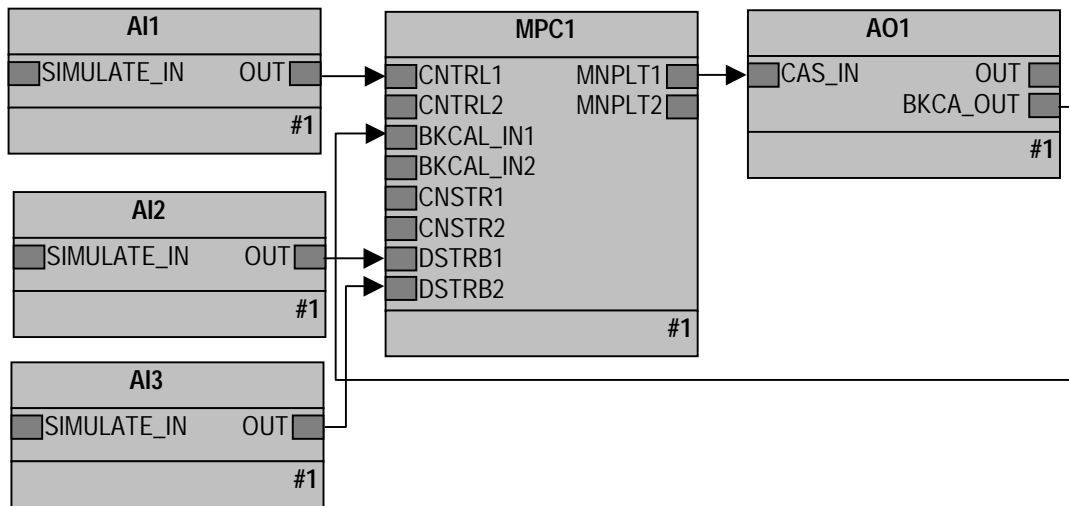 AI1
SIMULATE_IN OUT
#1
AI2
SIMULATE_IN OUT
#1
AI3
SIMULATE_IN OUT
#1
MPC1
CNTRL1 MNPLT1
CNTRL2 MNPLT2
BKCAL_IN1
BKCAL_IN2
CNSTR1
CNSTR2
DSTRB1
DSTRB2
#1
AO1
CAS_IN OUT
BKCA_OUT
#1